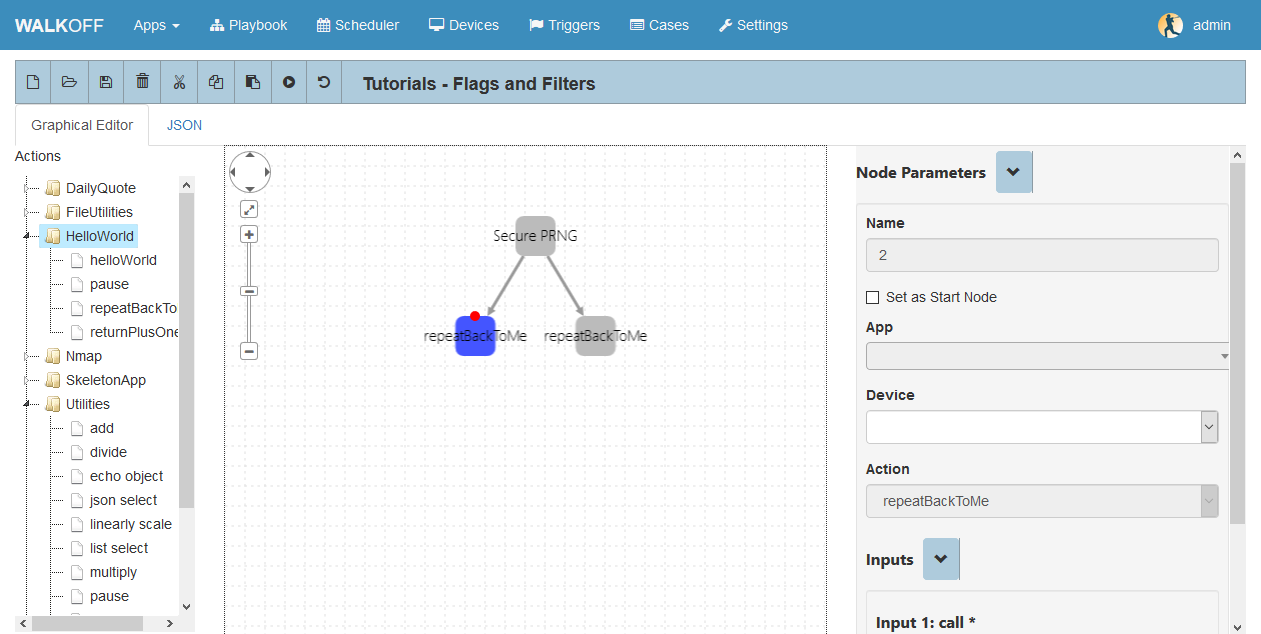 WALKOFF Apps Playbook Scheduler Devices Triggers Cases Settings admin
Tutorials - Flags and Filters
Graphical Editor JSON
Actions
DailyQuote
FileUtilities
HelloWorld
helloWorld
pause
repeatBackTo
returnPlusOne
Nmap
SkeletonApp
Utilities
add
divide
echo object
json select
linearly scale
list select
multiply
pause
Secure PRNG
repeatBackToMe repeatBackToMe
Node Parameters
Name
2
Set as Start Node
App
Device
Action
repeatBackToMe
Inputs
Input 1: call *